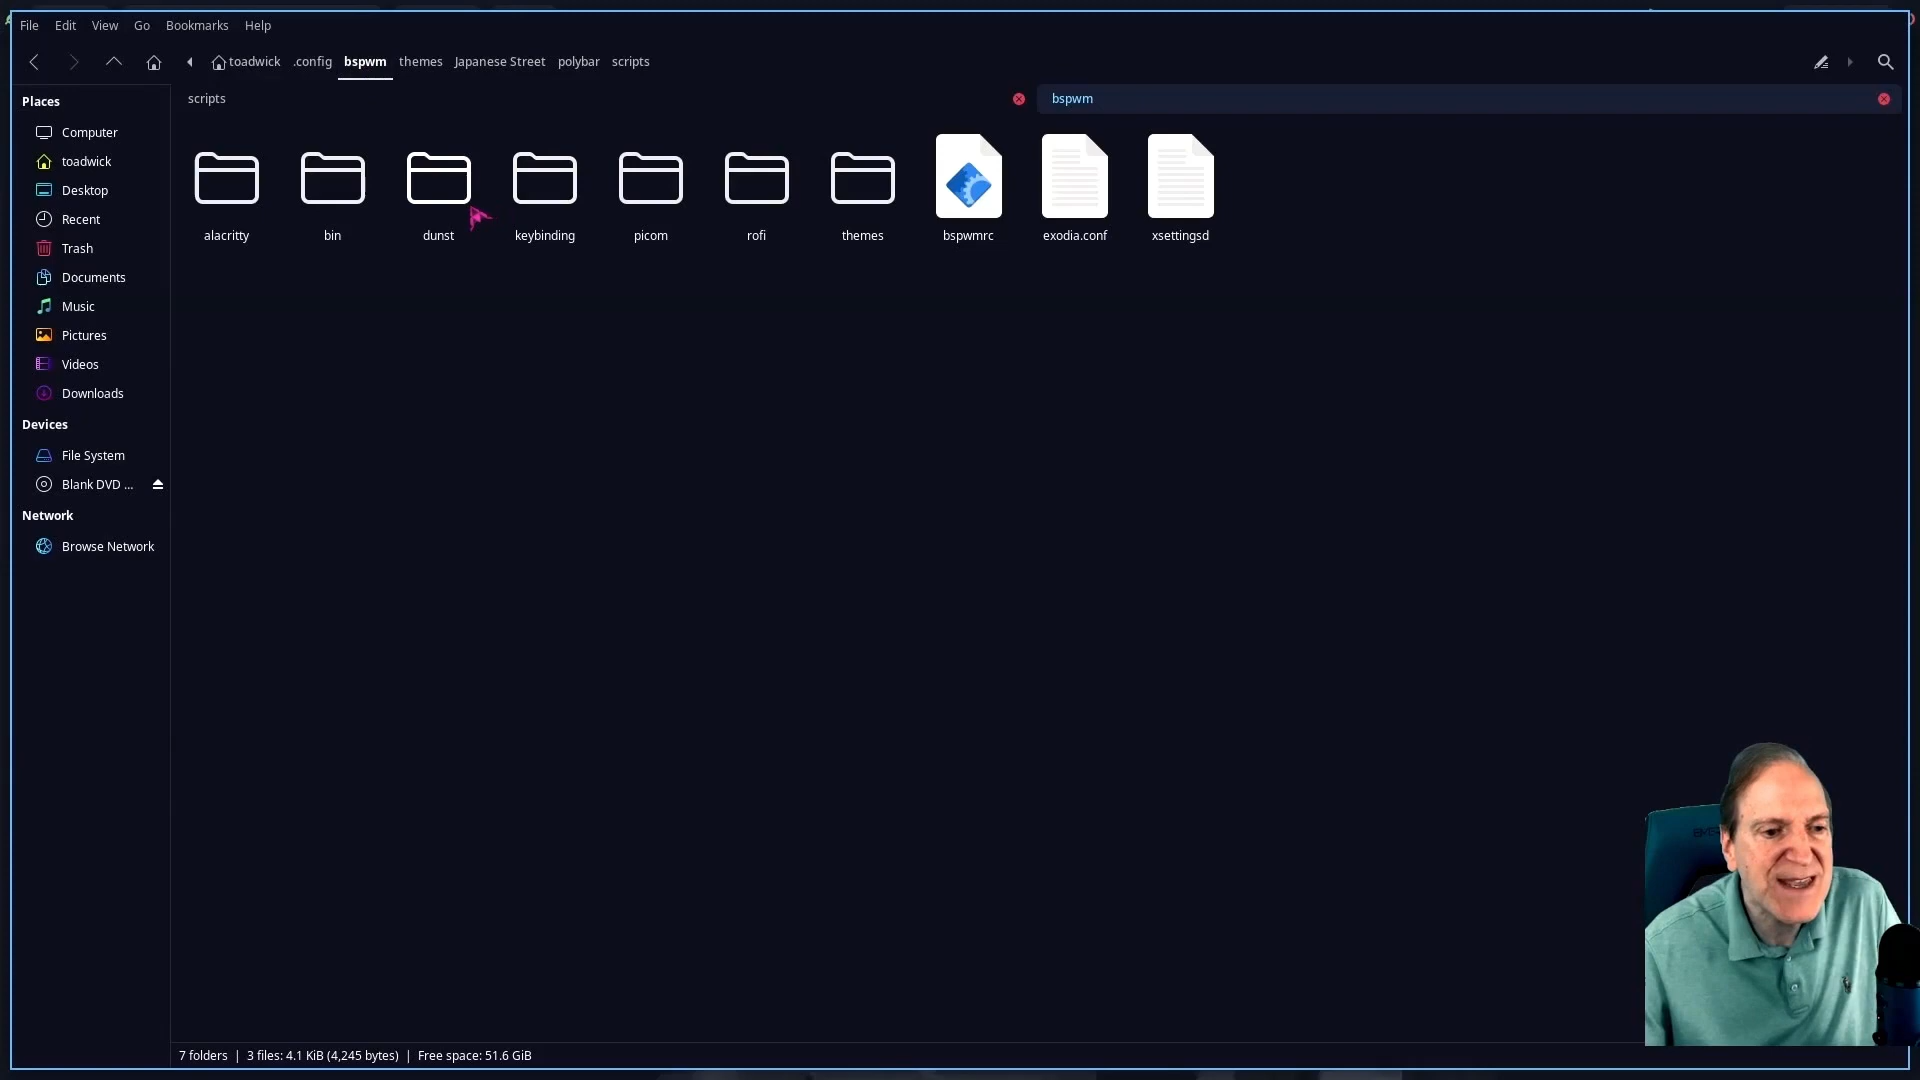 File Edit View Go Bookmarks Help
toadwick .config bspwm themes Japanese Street polybar scripts
Places
Computer
toadwick
Desktop
Recent
Trash
Documents
Music
Pictures
Videos
Downloads
Devices
File System
Blank DVD ...
Network
Browse Network
scripts
bspwm
alacritty bin dunst keybinding picom rofi themes bspwmrc exodia.conf xsettingsd
7 folders | 3 files: 4.1 KiB (4,245 bytes) | Free space: 51.6 GiB